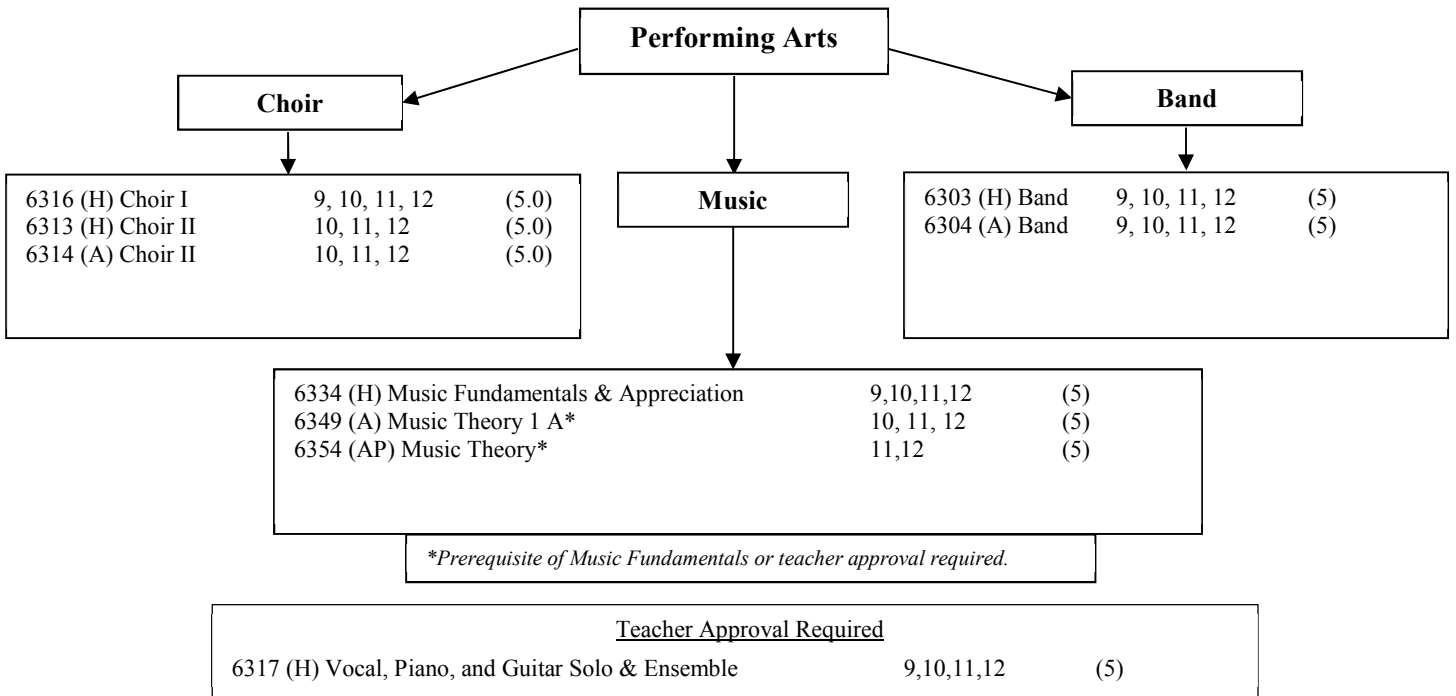 Performing Arts
Choir
Band
6316 (H) Choir I 9, 10, 11, 12 (5.0)
6313 (H) Choir II 10, 11, 12 (5.0)
6314 (A) Choir II 10, 11, 12 (5.0)
Music
6303 (H) Band 9, 10, 11, 12 (5)
6304 (A) Band 9, 10, 11, 12 (5)
6334 (H) Music Fundamentals & Appreciation 9,10,11,12 (5)
6349 (A) Music Theory 1 A* 10, 11, 12 (5)
6354 (AP) Music Theory* 11,12 (5)
*Prerequisite of Music Fundamentals or teacher approval required.
Teacher Approval Required
6317 (H) Vocal, Piano, and Guitar Solo & Ensemble 9,10,11,12 (5)